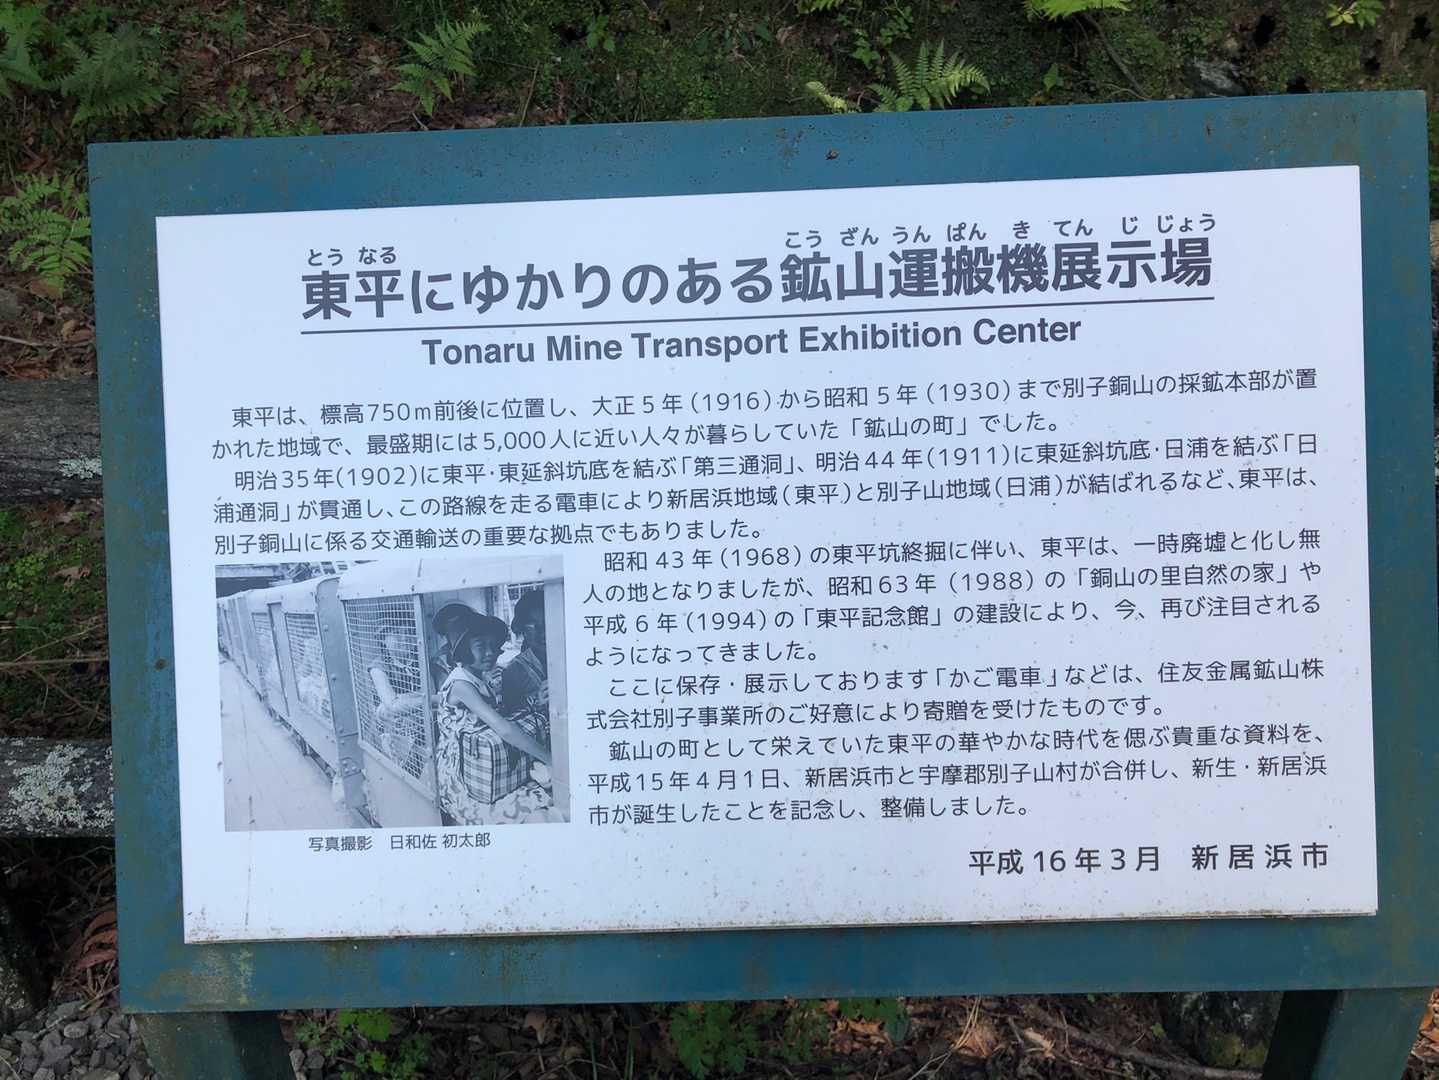 とう なる こう ざん うん ぱん き てん じ じょう
東平にゆかりのある鉱山運搬機展示場
Tonaru Mine Transport Exhibition Center
東平は、標高750m前後に位置し、大正5年(1916)から昭和5年(1930)まで別子銅山の採鉱本部が置
かれた地域で、最盛期には5,000人に近い人々が暮らしていた「鉱山の町」でした。
明治35年(1902)に東平・東延斜坑底を結ぶ「第三通洞」、明治44年(1911)に東延斜坑底・日浦を結ぶ「日
浦通洞」が貫通し、この路線を走る電車により新居浜地域(東平)と別子山地域(日浦)が結ばれるなど、東平は、
別子銅山に係る交通輸送の重要な拠点でもありました。
昭和43年(1968)の東平坑終掘に伴い、東平は、一時廃墟と化し無
人の地となりましたが、昭和63年(1988)の「銅山の里自然の家」や
平成6年(1994)の「東平記念館」の建設により、今、再び注目される
ようになってきました。
ここに保存・展示しております「かご電車」などは、住友金属鉱山株
式会社別子事業所のご好意により寄贈を受けたものです。
鉱山の町として栄えていた東平の華やかな時代を偲ぶ貴重な資料を、
平成15年4月1日、新居浜市と宇摩郡別子山村が合併し、新生・新居浜
市が誕生したことを記念し、整備しました。
写真撮影 日和佐 初太郎
平成16年3月 新居浜市